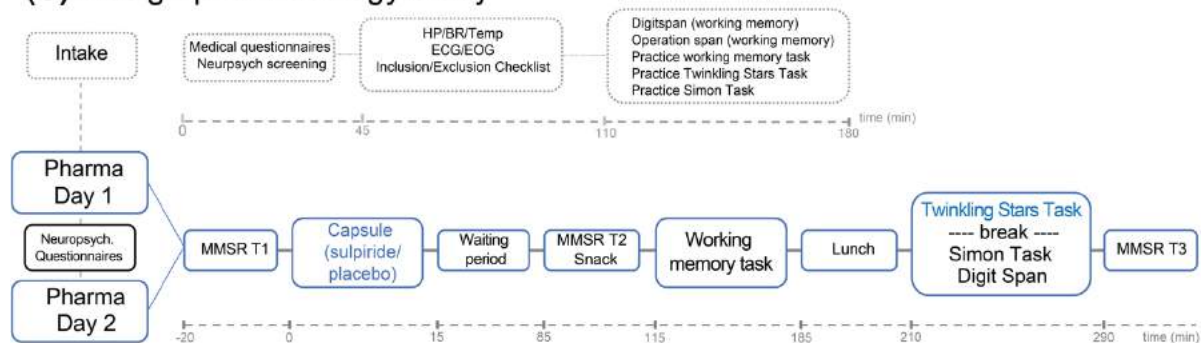 Intake
Medical questionnaires
Neurpsych screening
HP/BR/Temp
ECG/EOG
Inclusion/Exclusion Checklist
Digitspan (working memory)
Operation span (working memory)
Practice working memory task
Practice Twinkling Stars Task
Practice Simon Task
0 45 110 180 time (min)
Pharma
Day 1
Neuropsych.
Questionnaires
Pharma
Day 2
MMSR T1
Capsule
(sulpiride/
placebo)
Waiting
period
MMSR T2
Snack
Working
memory task
Lunch
Twinkling Stars Task
---- break ----
Simon Task
Digit Span
MMSR T3
-20 0 15 85 115 185 210 290 time (min)